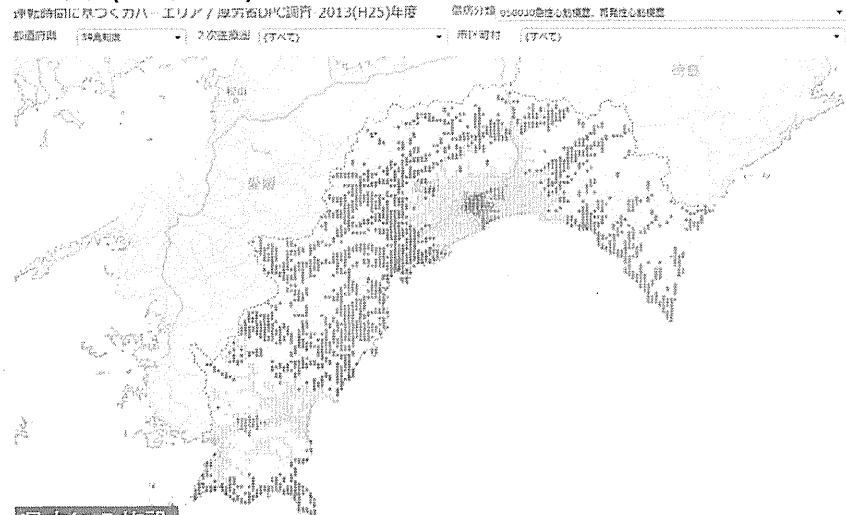 運転時間に基づくカバーエリア / 厚労省DPC調査 2013(H25)年度
傷病分類 050030急性心筋梗塞、再発性心筋梗塞
都道府県 39高知県 2次医療圏 (すべて) 市区町村 (すべて)
徳島
松山
愛媛